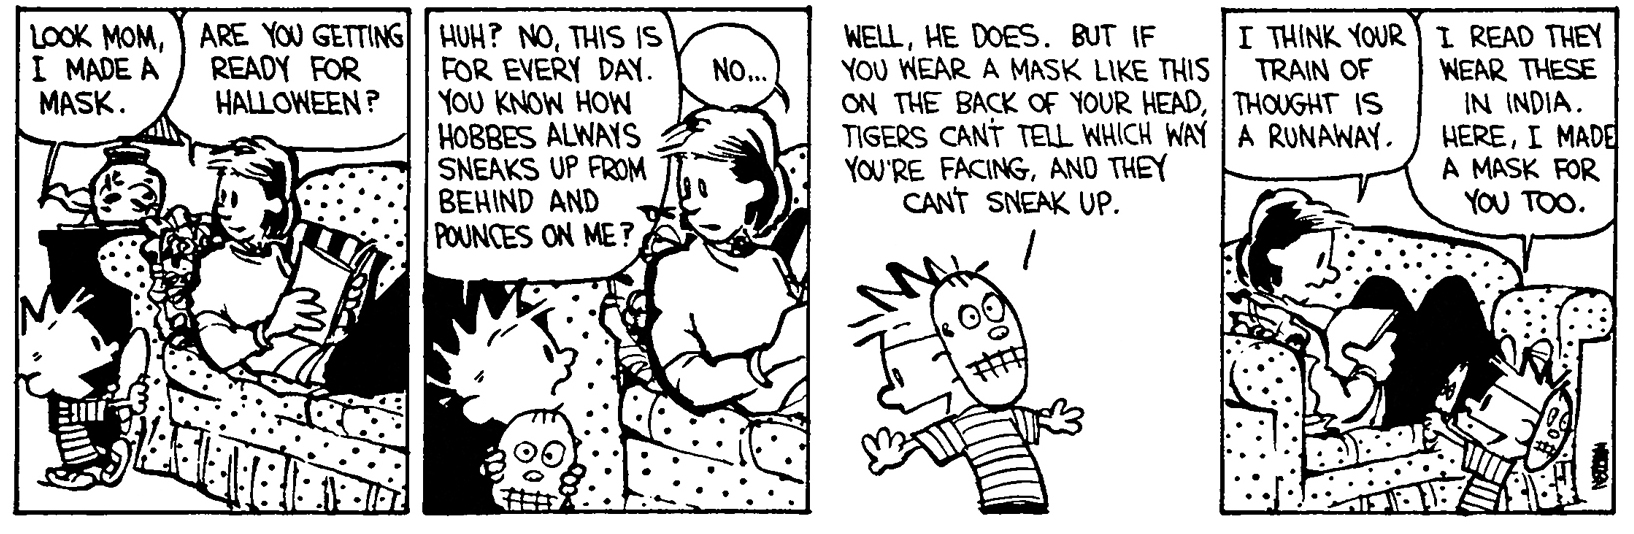 LOOK MOM,
I MADE A
MASK.
ARE YOU GETTING
READY FOR
HALLOWEEN?
HUH? NO, THIS IS
FOR EVERY DAY.
YOU KNOW HOW
HOBBES ALWAYS
SNEAKS UP FROM
BEHIND AND
POUNCES ON ME?
NO...
WELL, HE DOES. BUT IF
YOU WEAR A MASK LIKE THIS
ON THE BACK OF YOUR HEAD,
TIGERS CAN'T TELL WHICH WAY
YOU'RE FACING, AND THEY
CAN'T SNEAK UP.
I THINK YOUR
TRAIN OF
THOUGHT IS
A RUNAWAY.
I READ THEY
WEAR THESE
IN INDIA.
HERE, I MADE
A MASK FOR
YOU TOO.